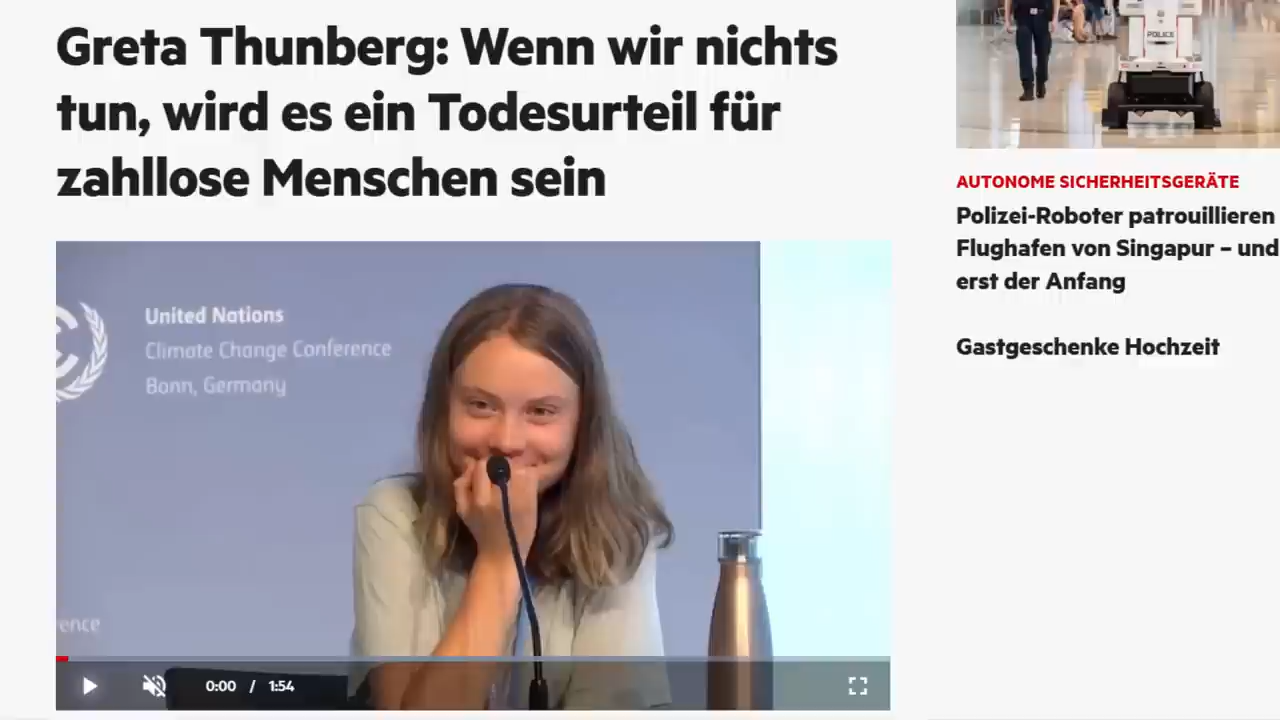 Greta Thunberg: Wenn wir nichts
tun, wird es ein Todesurteil für
zahllose Menschen sein
United Nations
Climate Change Conference
Bonn, Germany
ence
0:00 / 1:54
POLICE
AUTONOME SICHERHEITSGERÄTE
Polizei-Roboter patrouillieren
Flughafen von Singapur – und
erst der Anfang
Gastgeschenke Hochzeit